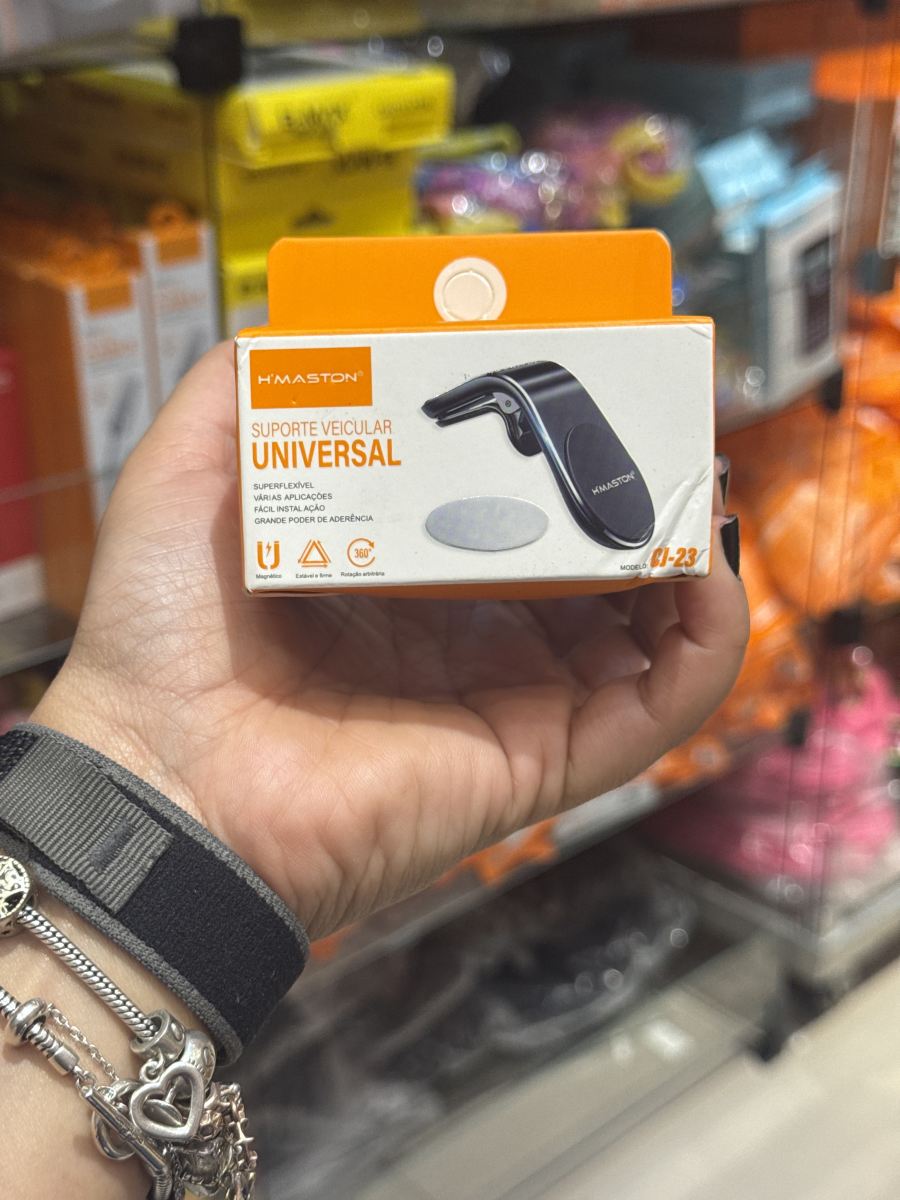 H'MASTON®
SUPORTE VEICULAR
UNIVERSAL
SUPERFLEXÍVEL
VÁRIAS APLICAÇÕES
FÁCIL INSTALAÇÃO
GRANDE PODER DE ADERÊNCIA
Magnético
Estável e firme
360°
Rotação arbitrária
H'MASTON
MODELO: CI-23